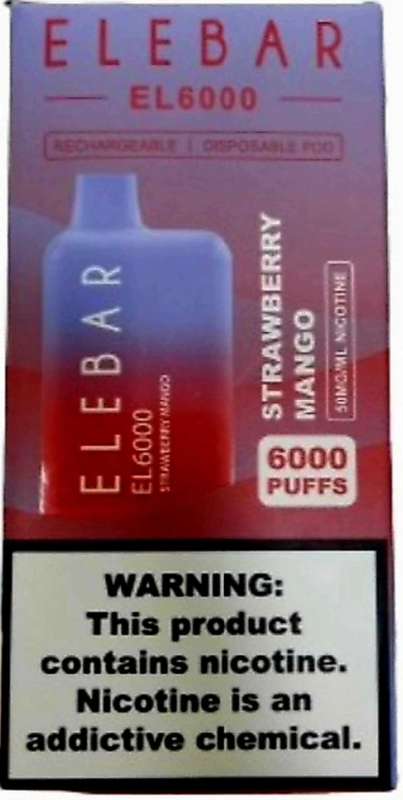 ELEBAR
EL6000
RECHARGEABLE | DISPOSABLE POD
ELEBAR
EL6000
STRAWBERRY MANGO
STRAWBERRY
MANGO
50MG/ML NICOTINE
6000
PUFFS
WARNING:
This product
contains nicotine.
Nicotine is an
addictive chemical.